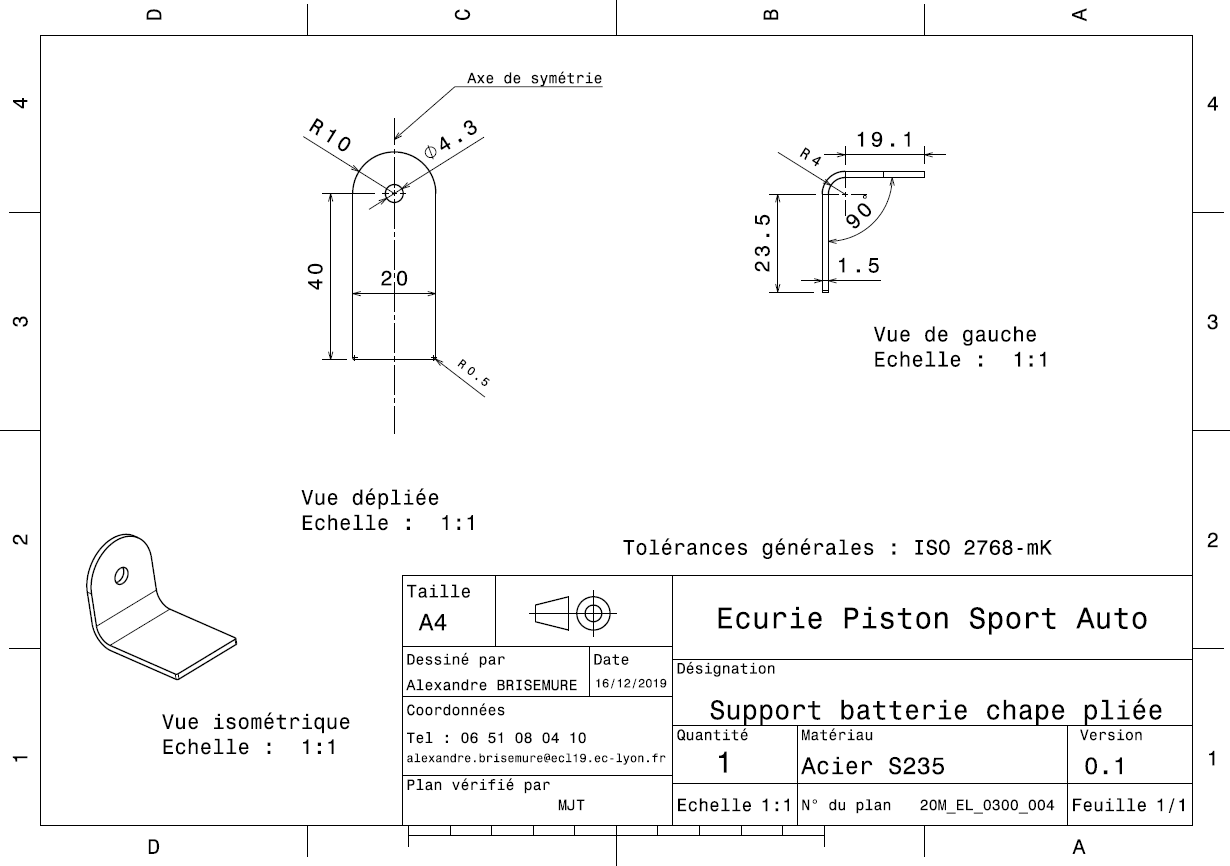 D C B A
4 4
Axe de symétrie
R10
Ø4.3
19.1
R4
90°
23.5
1.5
40
20
R0.5
3 3
Vue de gauche
Echelle : 1:1
Vue dépliée
Echelle : 1:1
2 2
Tolérances générales : ISO 2768-mK
Taille
A4
Ecurie Piston Sport Auto
Dessiné par Date
Alexandre BRISEMURE 16/12/2019
Désignation
Support batterie chape pliée
Coordonnées
Tel : 06 51 08 04 10
alexandre.brisemure@ecl19.ec-lyon.fr
Quantité Matériau Version
1 Acier S235 0.1
Vue isométrique
Echelle : 1:1
1 1
Plan vérifié par
MJT
Echelle 1:1 N° du plan 20M_EL_0300_004 Feuille 1/1
D A